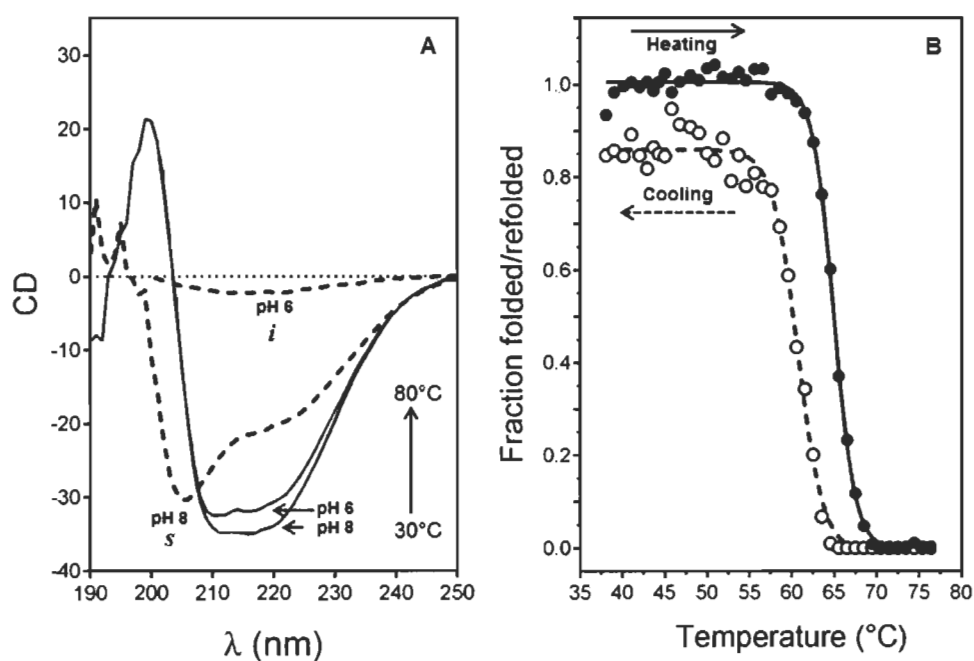 A
30
20
10
0
-10
-20
-30
-40
CD
pH 6
i
pH 8
s
80°C
30°C
pH 6
pH 8
190 200 210 220 230 240 250
λ (nm)
B
Heating
Cooling
1.0
0.8
0.6
0.4
0.2
0.0
Fraction folded/refolded
35 40 45 50 55 60 65 70 75 80
Temperature (°C)